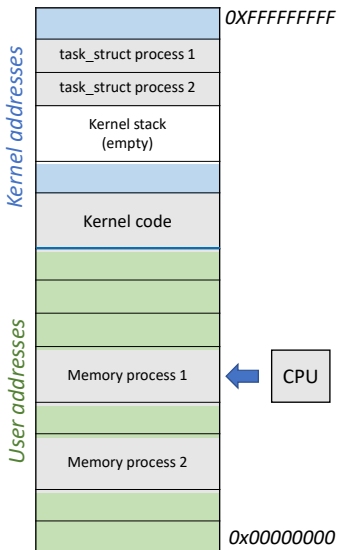 0XFFFFFFFFF
Kernel addresses
task_struct process 1
task_struct process 2
Kernel stack
(empty)
Kernel code
User addresses
Memory process 1
CPU
Memory process 2
0x00000000